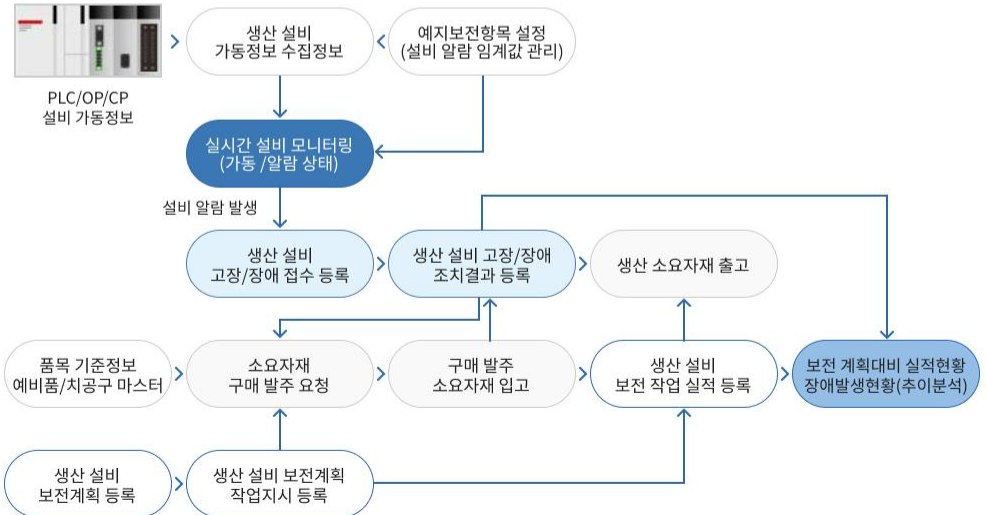 생산 설비
가동정보 수집정보
예지보전항목 설정
(설비 알람 임계값 관리)
PLC/OP/CP
설비 가동정보
실시간 설비 모니터링
(가동 /알람 상태)
설비 알람 발생
생산 설비
고장/장애 접수 등록
생산 설비 고장/장애
조치결과 등록
생산 소요자재 출고
품목 기준정보
예비품/치공구 마스터
소요자재
구매 발주 요청
구매 발주
소요자재 입고
생산 설비
보전 작업 실적 등록
보전 계획대비 실적현황
장애발생현황(추이분석)
생산 설비
보전계획 등록
생산 설비 보전계획
작업지시 등록